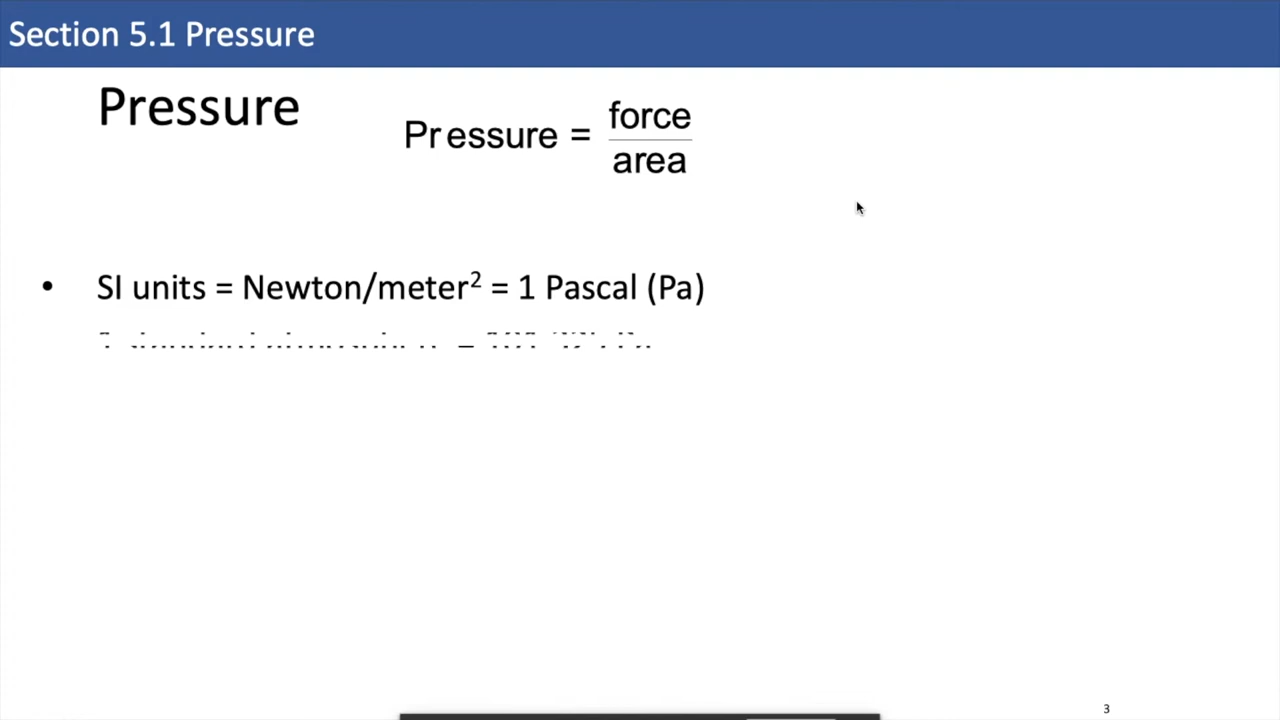 Section 5.1 Pressure
Pressure
Pressure = force
area
• SI units = Newton/meter² = 1 Pascal (Pa)
3